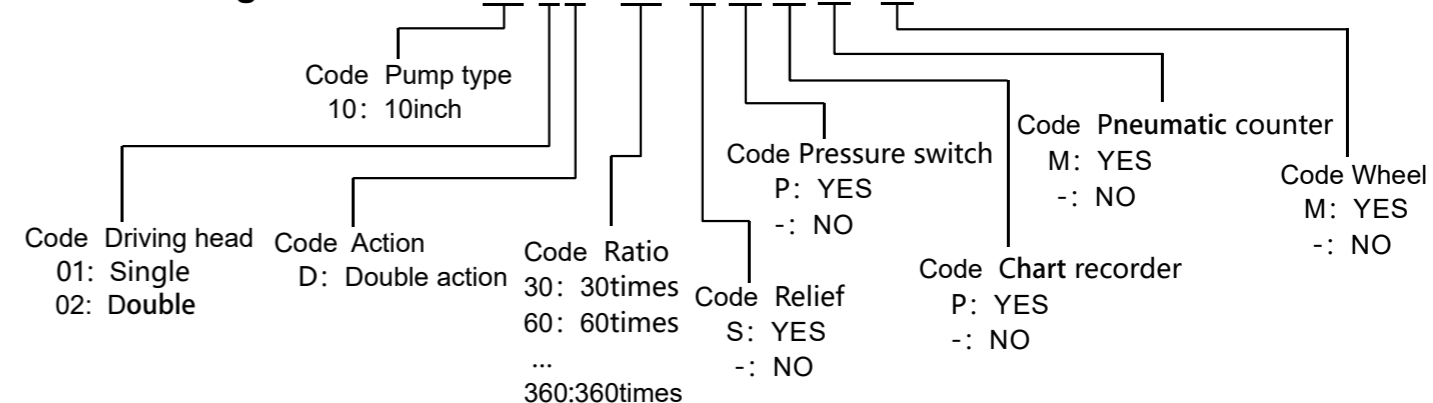 Code Pump type
10: 10inch
Code Driving head
01: Single
02: Double
Code Action
D: Double action
Code Ratio
30: 30times
60: 60times
...
360:360times
Code Relief
S: YES
-: NO
Code Pressure switch
P: YES
-: NO
Code Chart recorder
P: YES
-: NO
Code Pneumatic counter
M: YES
-: NO
Code Wheel
M: YES
-: NO